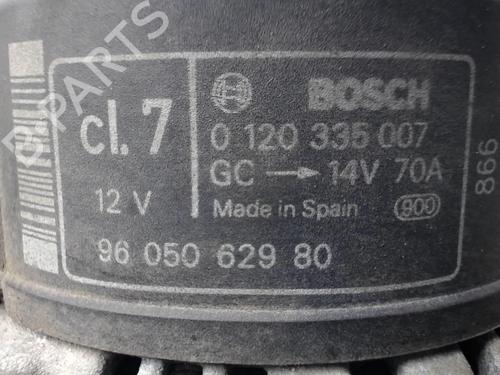 B-PARTS
BOSCH
cl. 7
0 120 335 007
GC → 14V 70A
12 V
Made in Spain
900
96 050 629 80
866